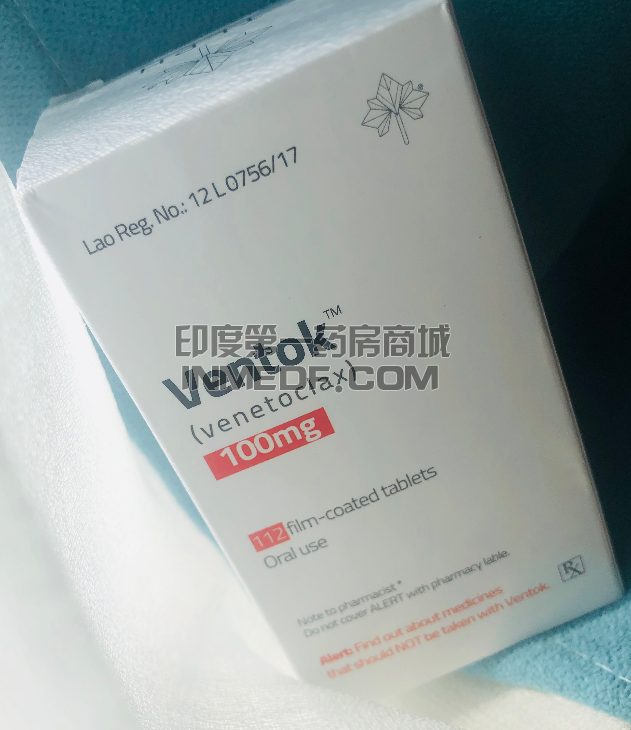 Lao Reg. No.: 12 L 0756/17
Ventok™
(venetoclax)
100mg
112 film-coated tablets
Oral use
Note to pharmacist*
Do not cover ALERT with pharmacy lable.
Rx
Alert: Find out about medicines
that should NOT be taken with Ventok.
印度第一药房商城
.COM